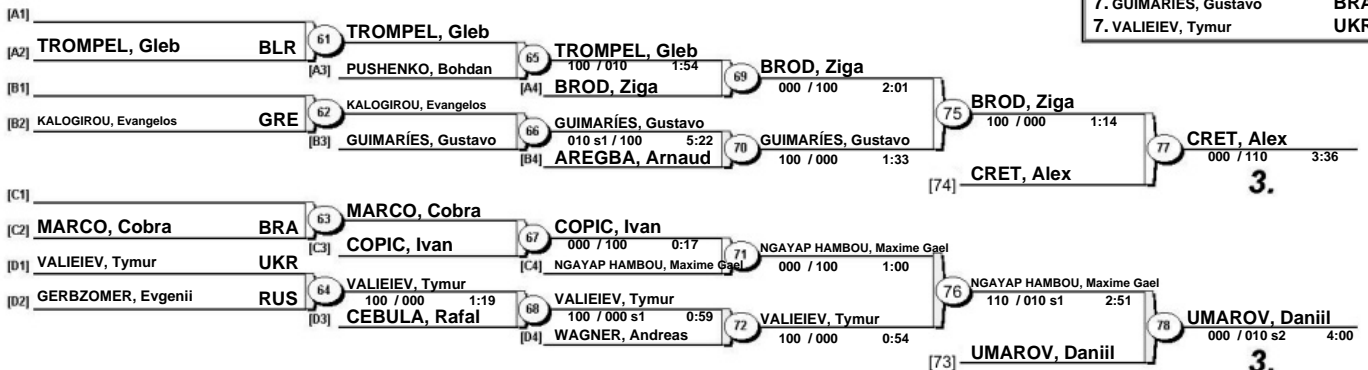 7. GUIMARÍES, Gustavo BRA
7. VALIEIEV, Tymur UKR
[A1]
[A2] TROMPEL, Gleb BLR
61 TROMPEL, Gleb
[A3] PUSHENKO, Bohdan
65 TROMPEL, Gleb
100 / 010 1:54
[A4] BROD, Ziga
69 BROD, Ziga
000 / 100 2:01
[B1]
[B2] KALOGIROU, Evangelos GRE
62 KALOGIROU, Evangelos
[B3] GUIMARÍES, Gustavo
66 GUIMARÍES, Gustavo
010 s1 / 100 5:22
[B4] AREGBA, Arnaud
70 GUIMARÍES, Gustavo
100 / 000 1:33
75 BROD, Ziga
100 / 000 1:14
[74] CRET, Alex
77 CRET, Alex
000 / 110 3:36
3.
[C1]
[C2] MARCO, Cobra BRA
63 MARCO, Cobra
[C3] COPIC, Ivan
67 COPIC, Ivan
000 / 100 0:17
[C4] NGAYAP HAMBOU, Maxime Gael
71 NGAYAP HAMBOU, Maxime Gael
000 / 100 1:00
[D1] VALIEIEV, Tymur UKR
[D2] GERBZOMER, Evgenii RUS
64 VALIEIEV, Tymur
100 / 000 1:19
[D3] CEBULA, Rafal
68 VALIEIEV, Tymur
100 / 000 s1 0:59
[D4] WAGNER, Andreas
72 VALIEIEV, Tymur
100 / 000 0:54
76 NGAYAP HAMBOU, Maxime Gael
110 / 010 s1 2:51
[73] UMAROV, Daniil
78 UMAROV, Daniil
000 / 010 s2 4:00
3.